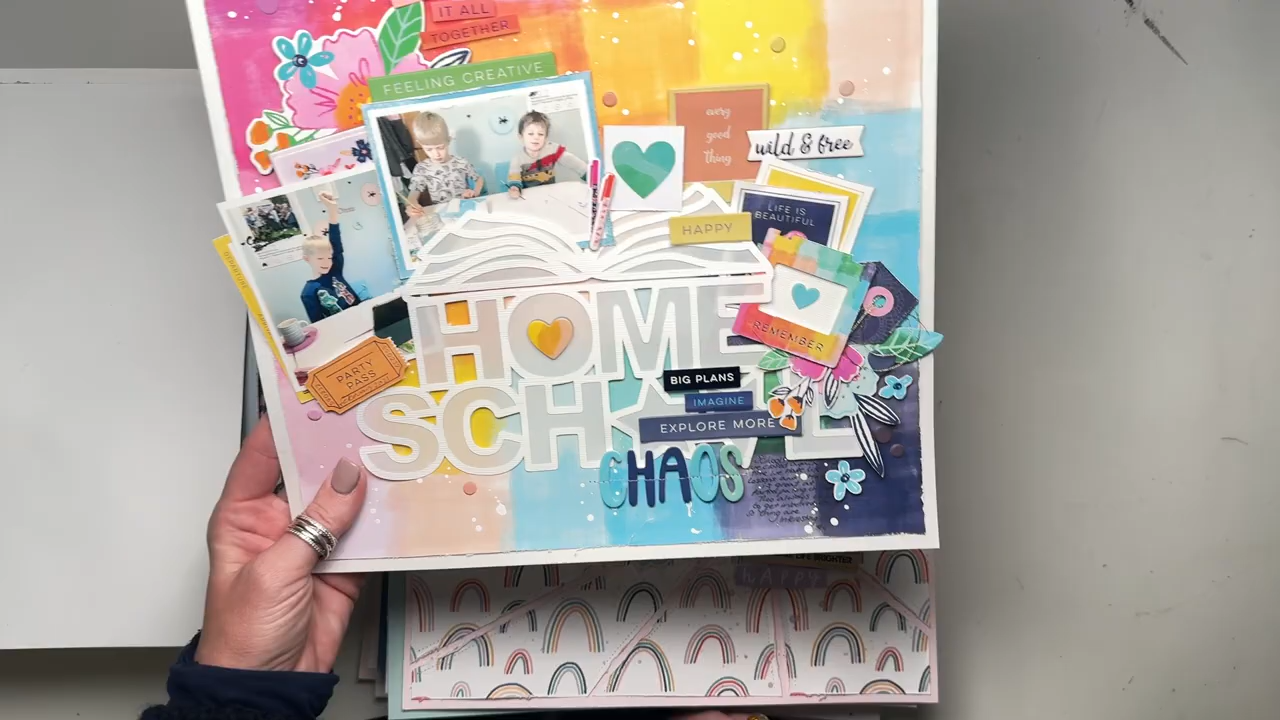 IT ALL
TOGETHER
FEELING CREATIVE
every
good
thing
wild & free
LIFE IS
BEAUTIFUL
HAPPY
HOME
REMEMBER
PARTY
PASS
BIG PLANS
IMAGINE
SCHOOL
EXPLORE MORE
CHAOS
HAPPY